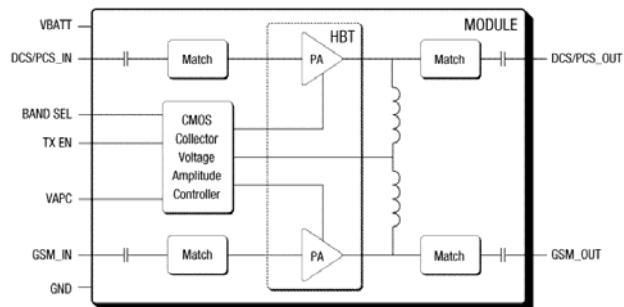 VBATT
HBT
MODULE
DCS/PCS_IN
Match
PA
Match
DCS/PCS_OUT
BAND SEL
TX EN
VAPC
CMOS
Collector
Voltage
Amplitude
Controller
GSM_IN
Match
PA
Match
GSM_OUT
GND